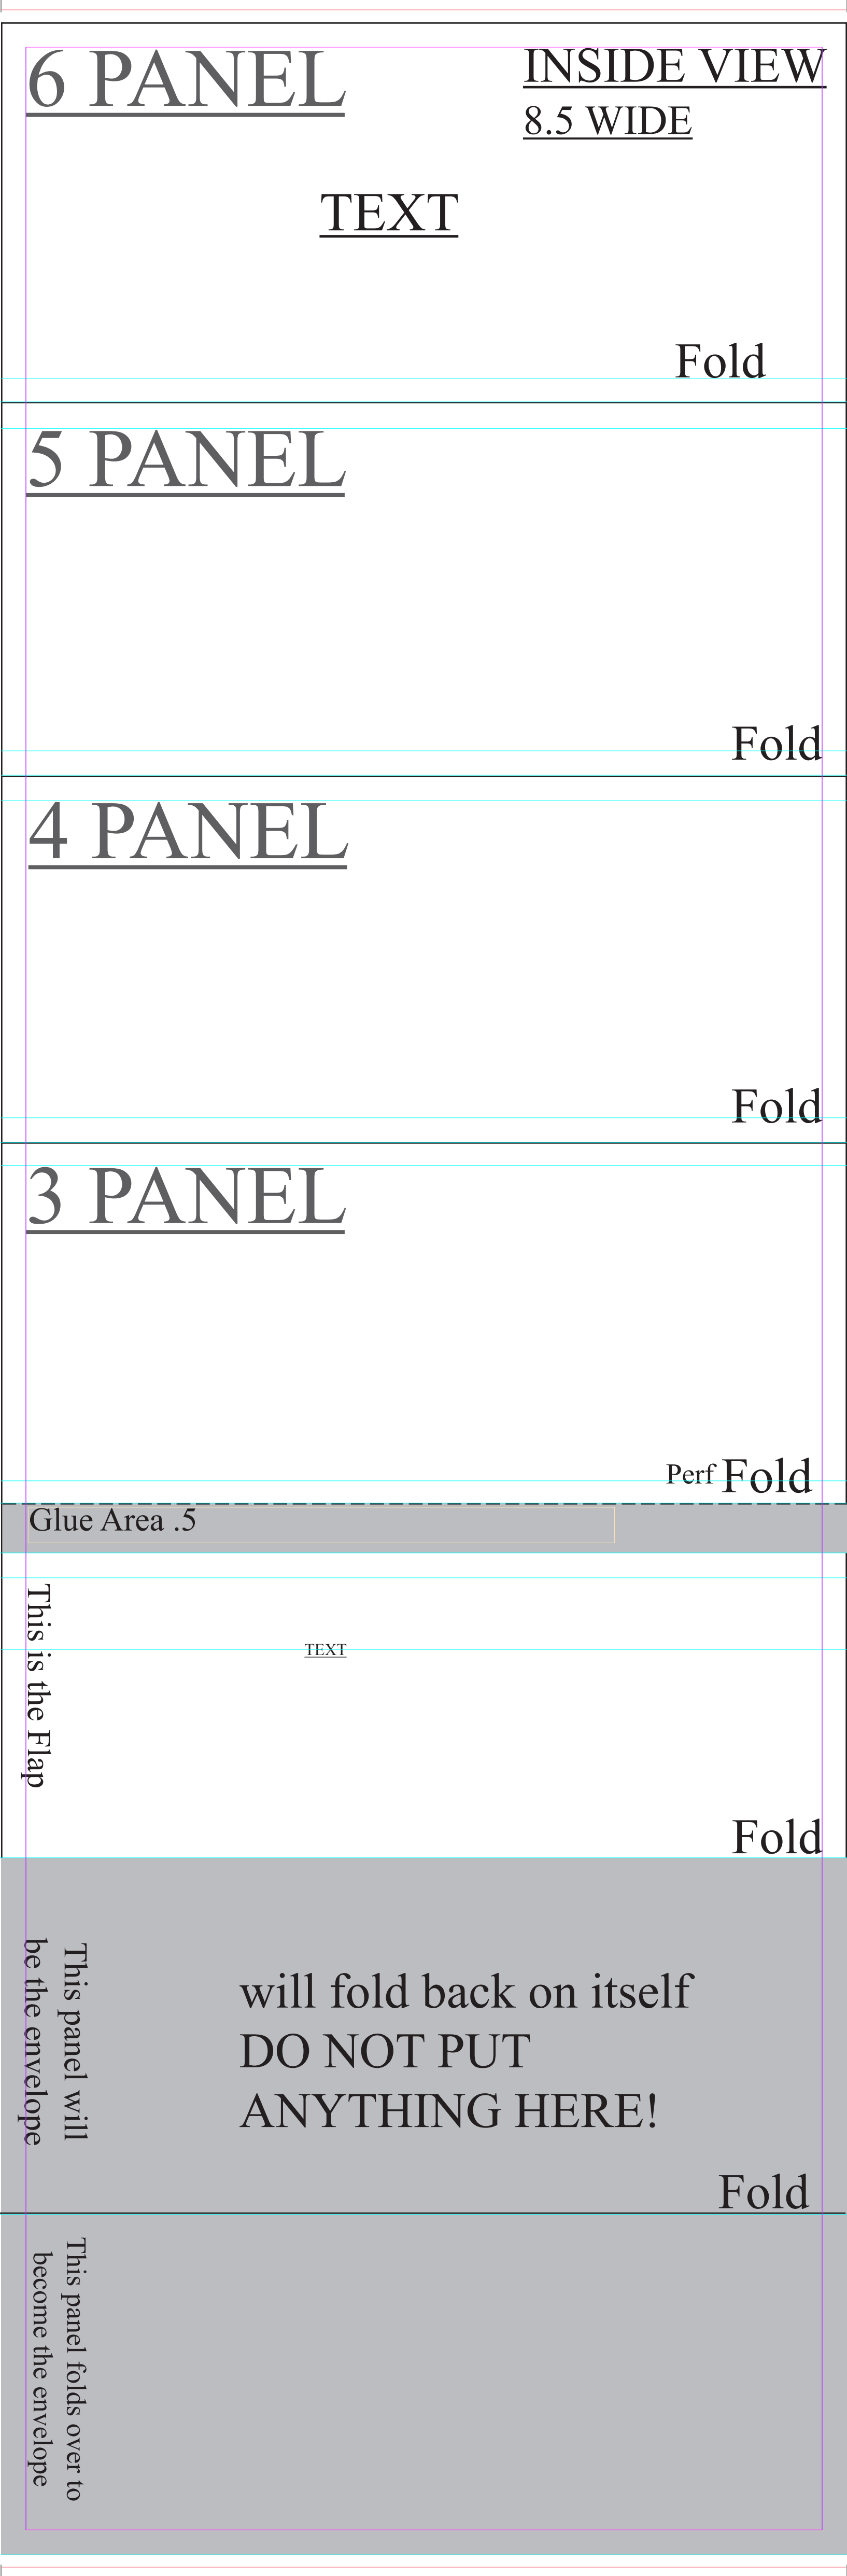 6 PANEL
INSIDE VIEW
8.5 WIDE
TEXT
Fold
5 PANEL
Fold
4 PANEL
Fold
3 PANEL
Perf Fold
Glue Area .5
This is the Flap
TEXT
Fold
This panel will
be the envelope
will fold back on itself
DO NOT PUT
ANYTHING HERE!
Fold
This panel folds over to
become the envelope